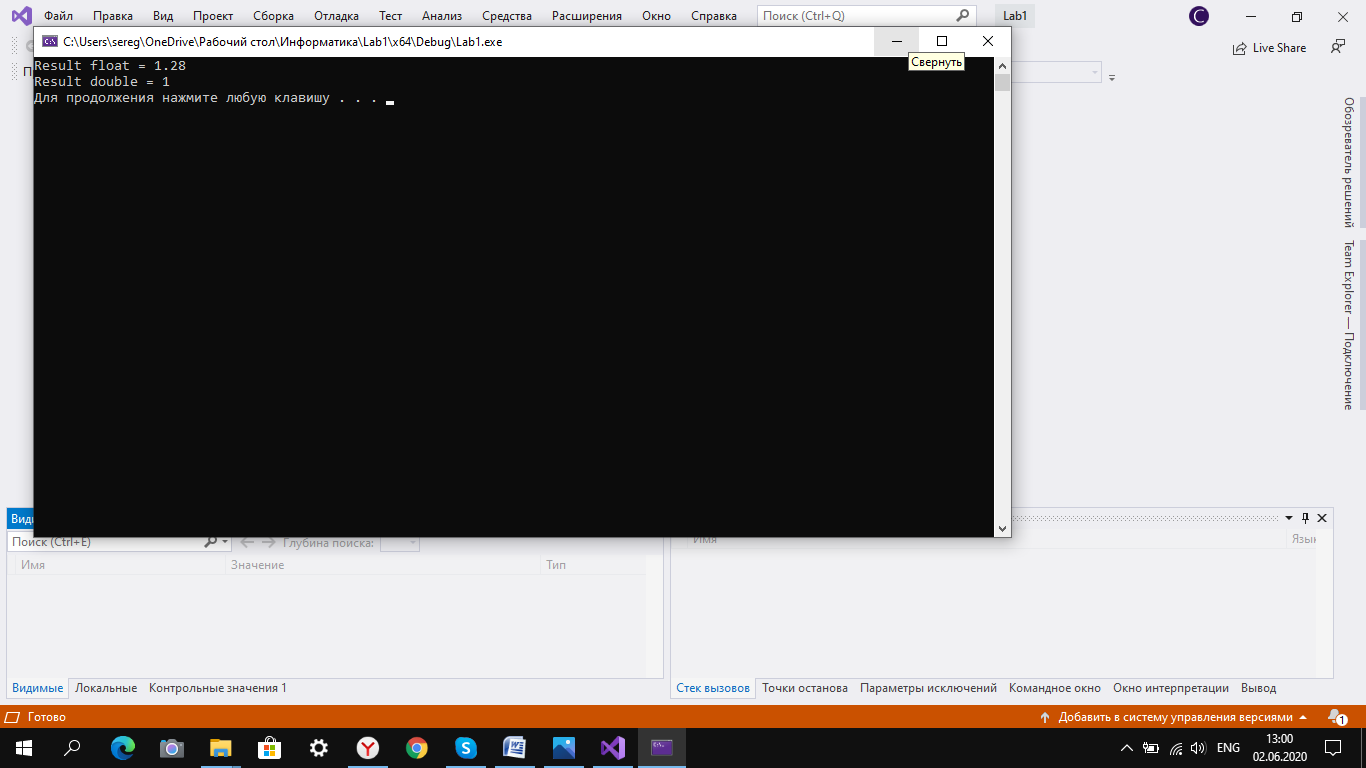 Файл Правка Вид Проект Сборка Отладка Тест Анализ Средства Расширения Окно Справка Поиск (Ctrl+Q) Lab1 C
C:\Users\sereg\OneDrive\Рабочий стол\Информатика\Lab1\x64\Debug\Lab1.exe
Live Share
Свернуть
Result float = 1.28
Result double = 1
Для продолжения нажмите любую клавишу . . .
Обозреватель решений
Team Explorer — Подключение
Поиск (Ctrl+E) Глубина поиска:
Имя
Имя Значение Тип
Видимые Локальные Контрольные значения 1
Стек вызовов Точки останова Параметры исключений Командное окно Окно интерпретации Вывод
Готово
Добавить в систему управления версиями
1
ENG
13:00
02.06.2020